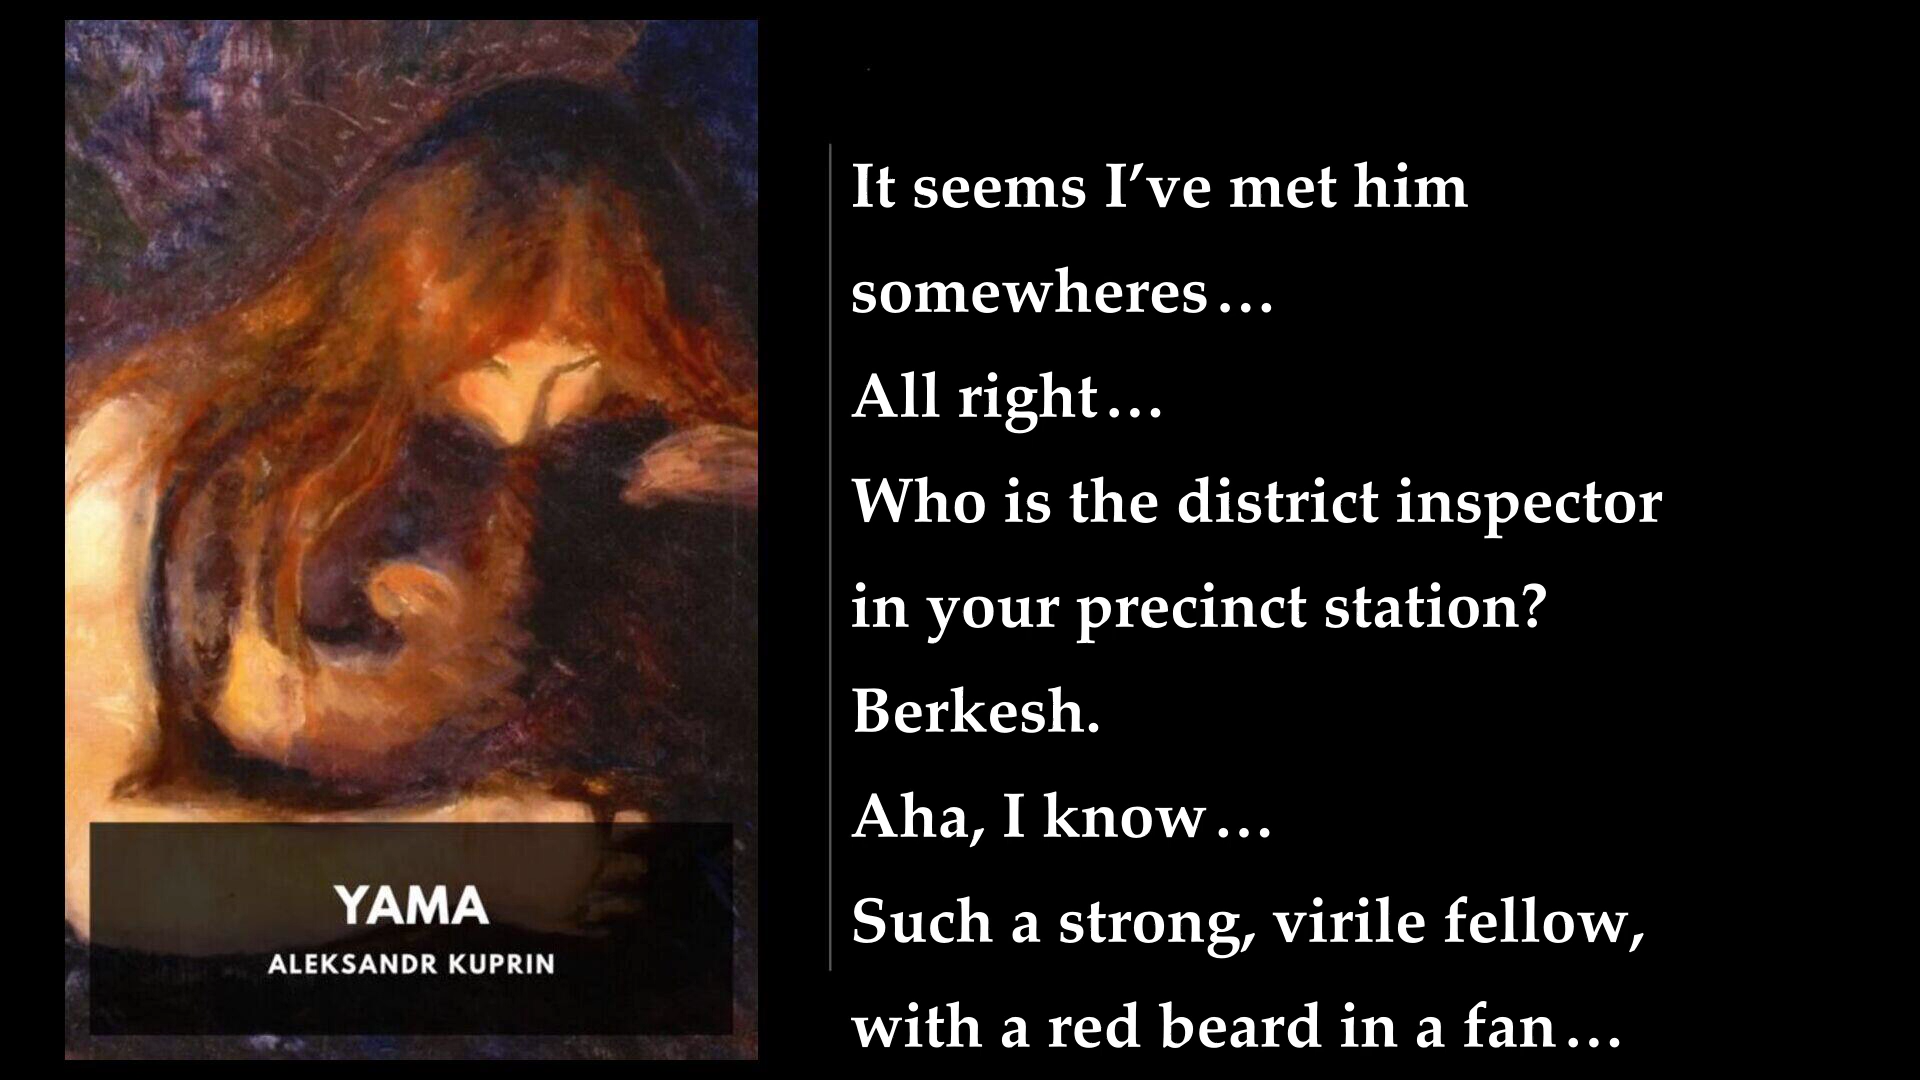 YAMA
ALEKSANDR KUPRIN
It seems I’ve met him
somewheres…
All right…
Who is the district inspector
in your precinct station?
Berkesh.
Aha, I know…
Such a strong, virile fellow,
with a red beard in a fan…